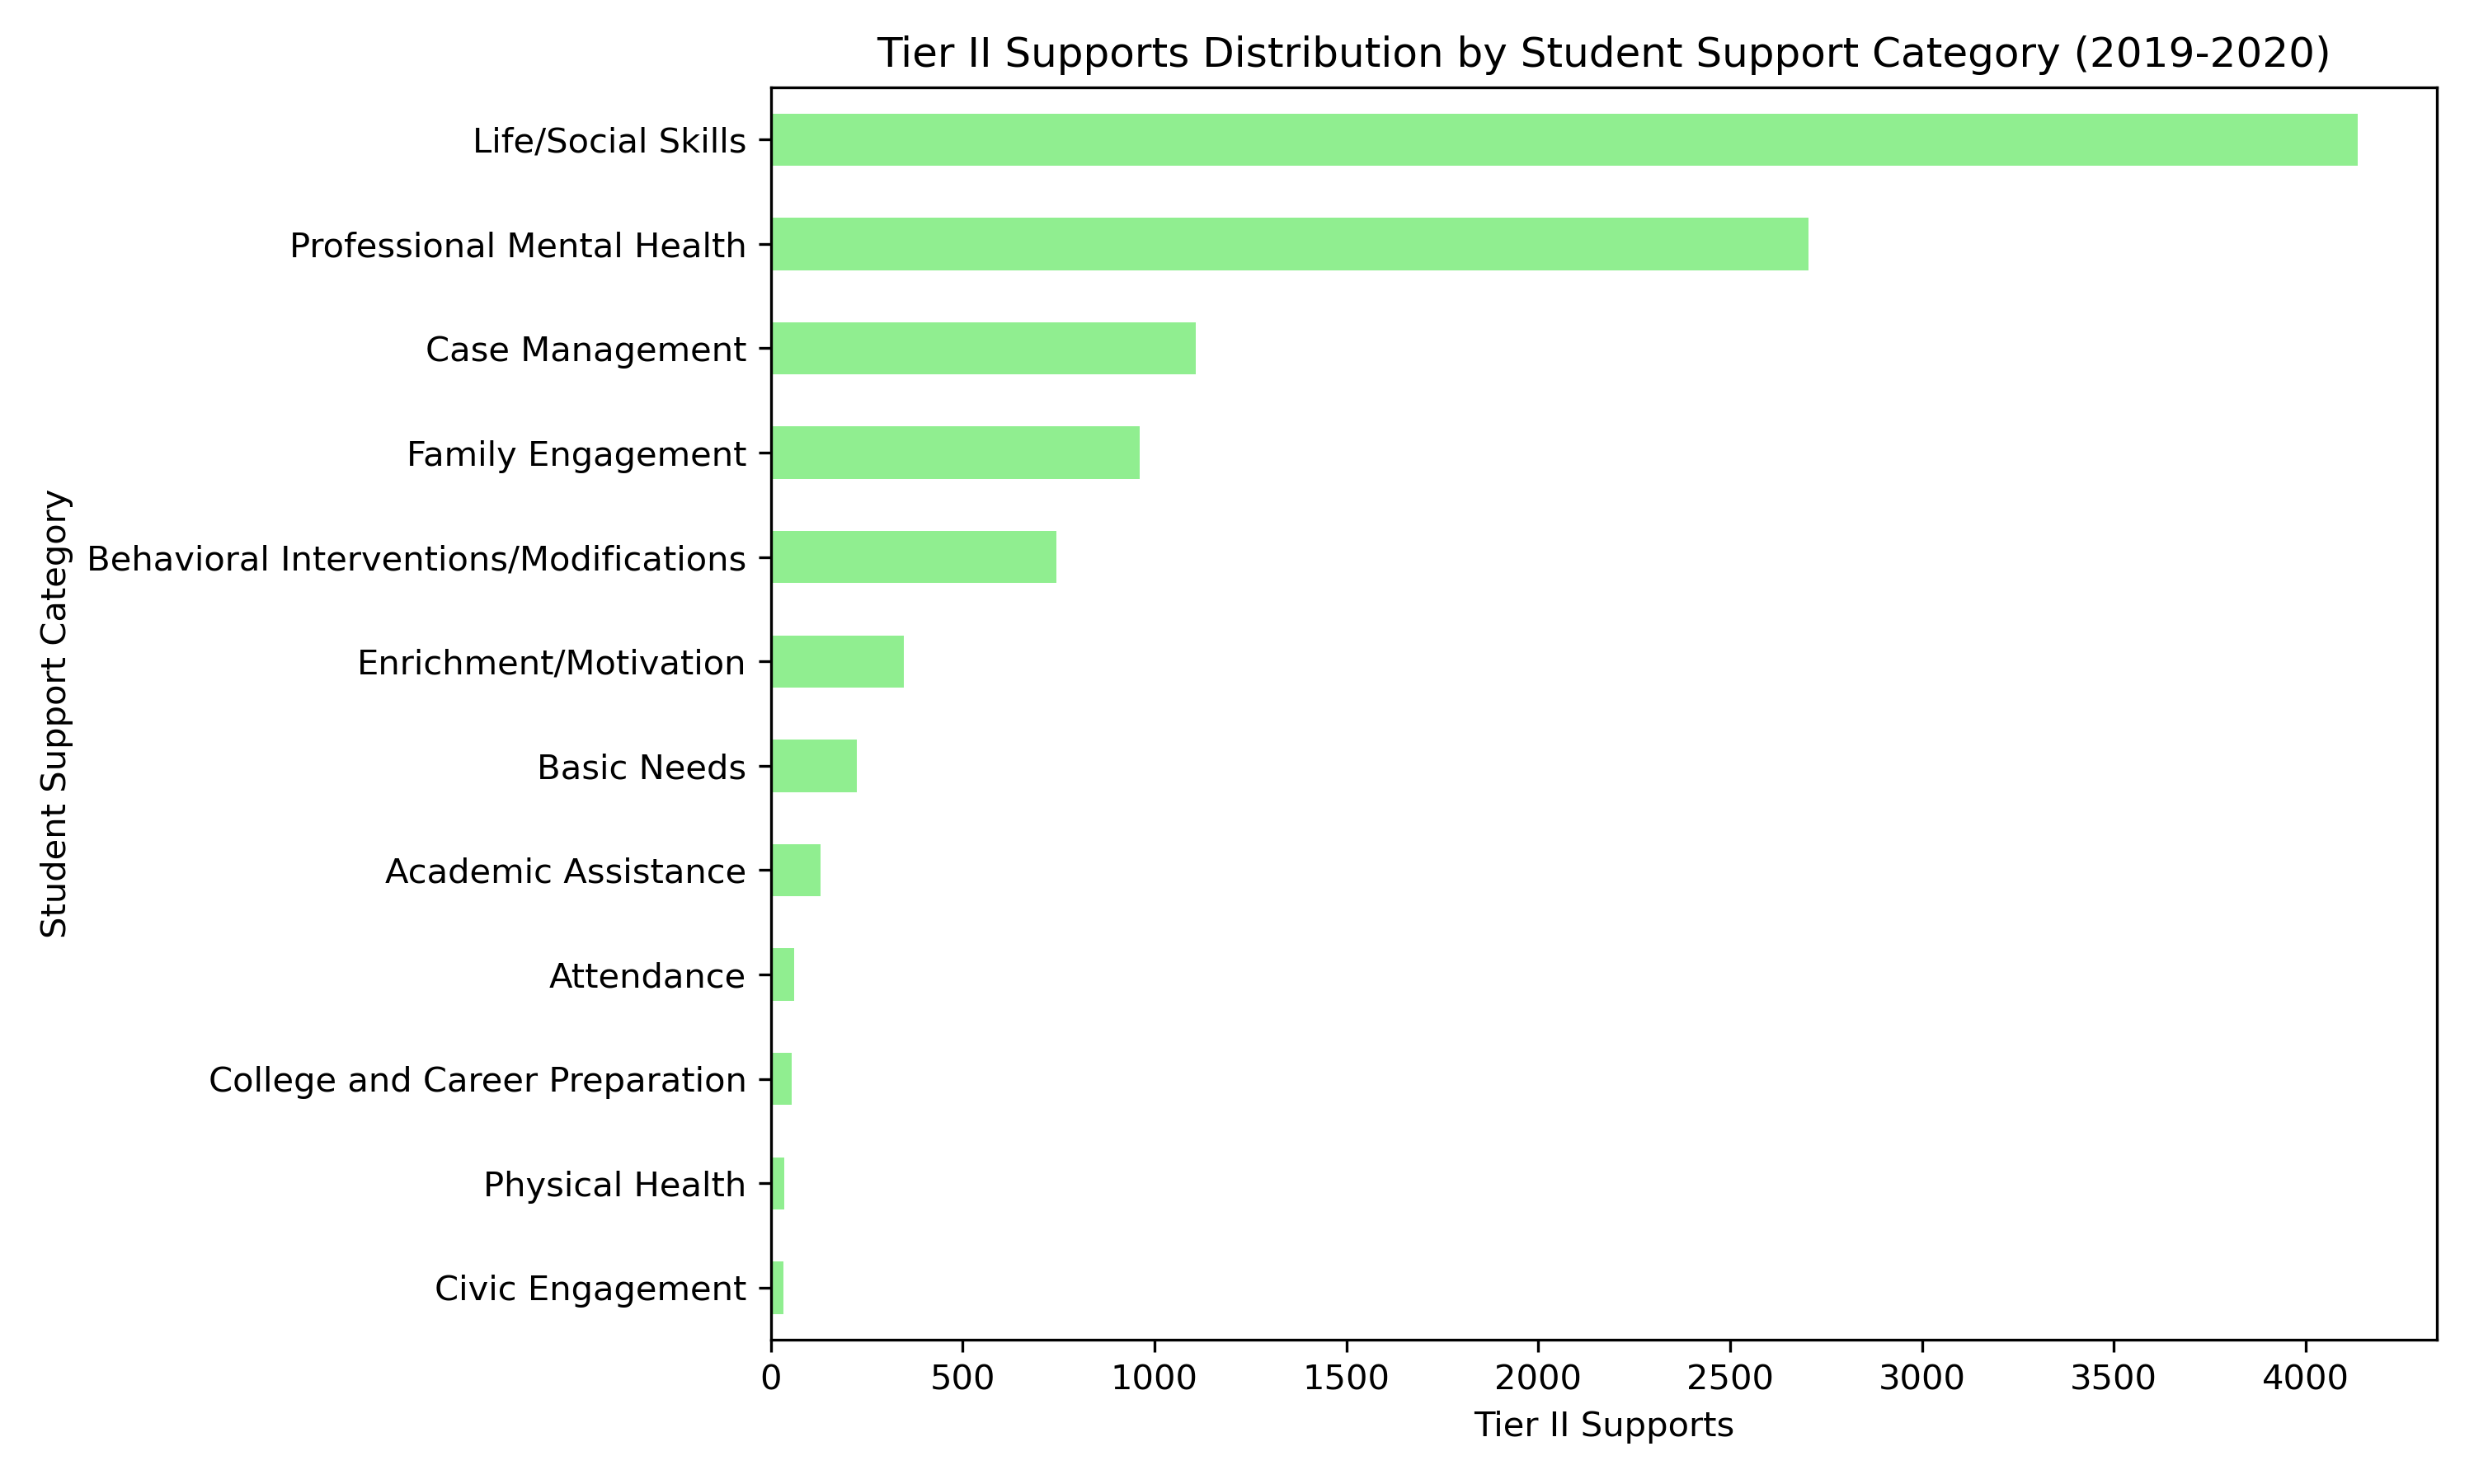 Tier II Supports Distribution by Student Support Category (2019-2020)
Student Support Category
Life/Social Skills
Professional Mental Health
Case Management
Family Engagement
Behavioral Interventions/Modifications
Enrichment/Motivation
Basic Needs
Academic Assistance
Attendance
College and Career Preparation
Physical Health
Civic Engagement
0 500 1000 1500 2000 2500 3000 3500 4000
Tier II Supports